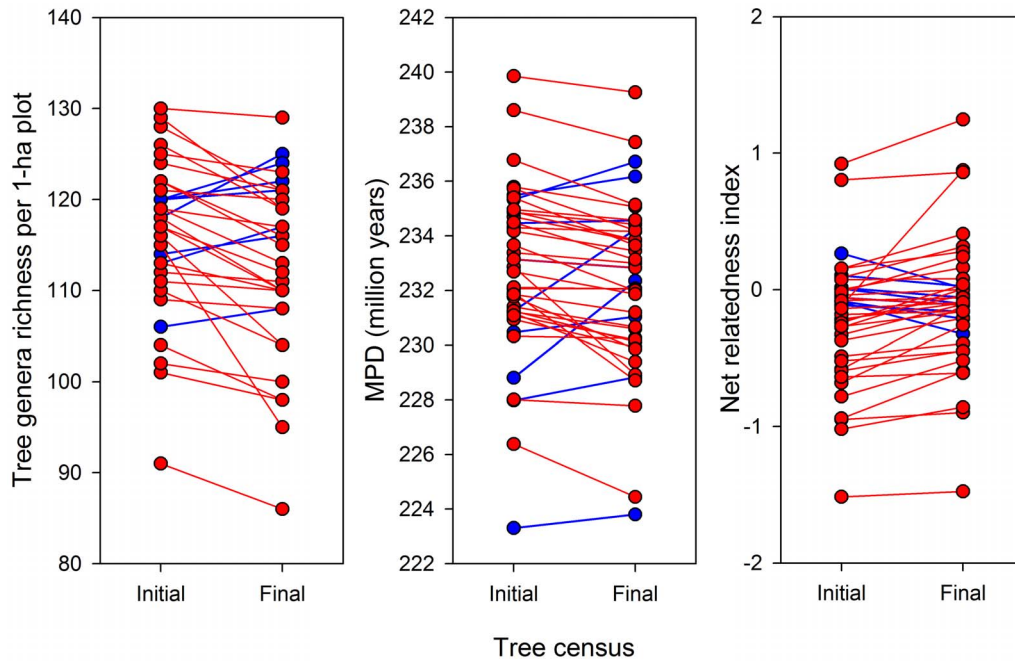 Tree genera richness per 1-ha plot
140
130
120
110
100
90
80
Initial
Final
MPD (million years)
242
240
238
236
234
232
230
228
226
224
222
Initial
Final
Net relatedness index
2
1
0
-1
-2
Initial
Final
Tree census